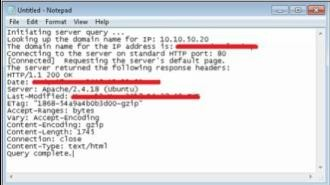 Untitled - Notepad
File Edit Format View Help
Initiating server query ...
Looking up the domain name for IP: 10.10.50.20
The domain name for the IP address is:
Connecting to the server on standard HTTP port: 80
[Connected] Requesting the server's default page.
The server returned the following response headers:
HTTP/1.1 200 OK
Date:
Server: Apache/2.4.18 (Ubuntu)
Last-Modified:
ETag: "1868-54a9a4b0b3d00-gzip"
Accept-Ranges: bytes
Vary: Accept-Encoding
Content-Encoding: gzip
Content-Length: 1745
Connection: close
Content-Type: text/html
Query complete.